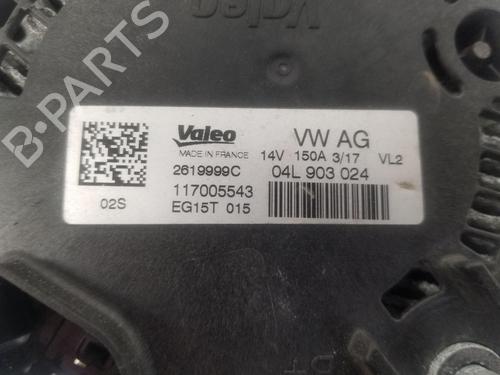 Valeo
Valeo
VW AG
MADE IN FRANCE
14V 150A 3/17 VL2
2619999C
04L 903 024
117005543
02S
EG15T 015
B-PARTS